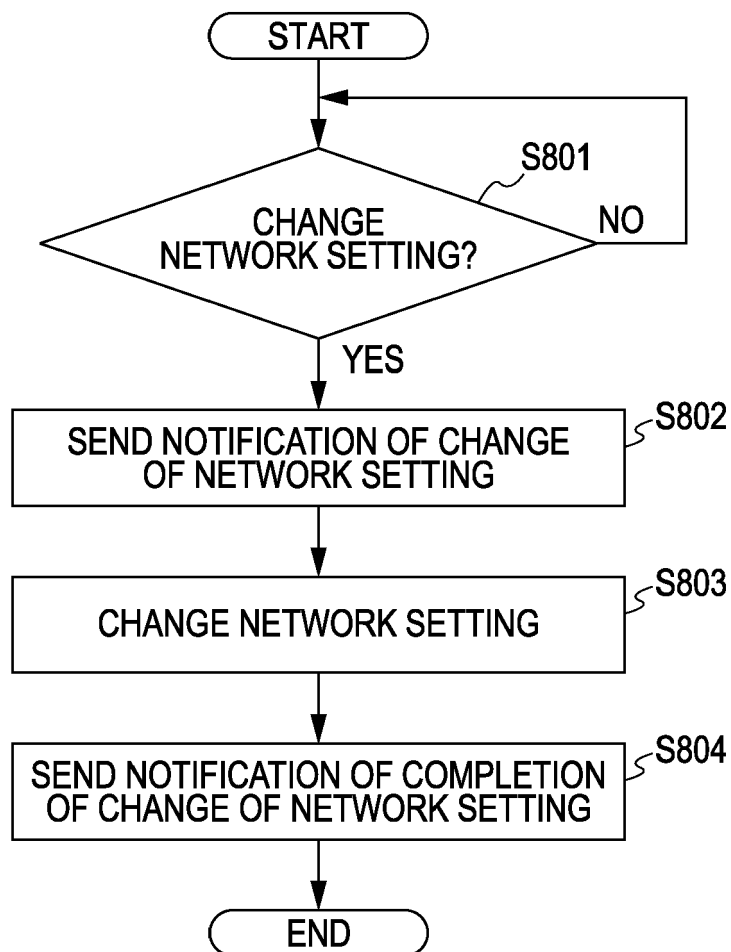 START
S801
CHANGE
NETWORK SETTING?
NO
YES
S802
SEND NOTIFICATION OF CHANGE
OF NETWORK SETTING
S803
CHANGE NETWORK SETTING
S804
SEND NOTIFICATION OF COMPLETION
OF CHANGE OF NETWORK SETTING
END